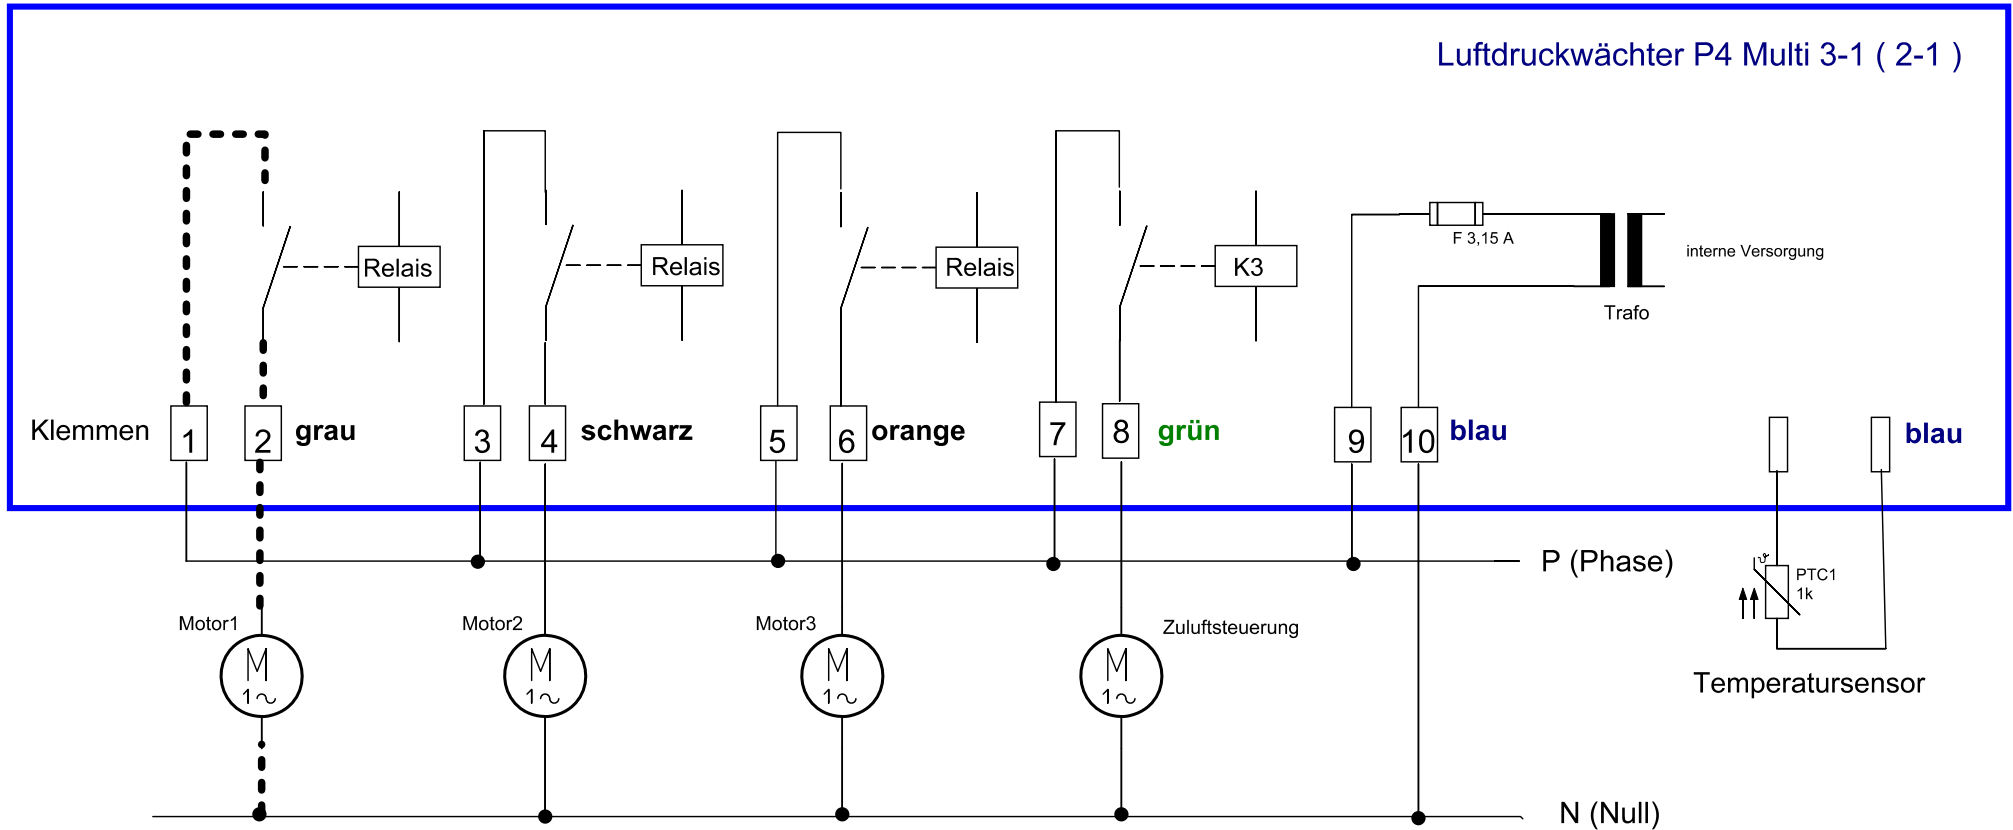 Luftdruckwächter P4 Multi 3-1 ( 2-1 )
F 3,15 A
interne Versorgung
Relais
Relais
Relais
K3
Trafo
Klemmen 1 2 grau 3 4 schwarz 5 6 orange 7 8 grün 9 10 blau blau
P (Phase)
PTC1
1k
Motor1 Motor2 Motor3 Zuluftsteuerung
M M M M
1~ 1~ 1~ 1~
Temperatursensor
N (Null)